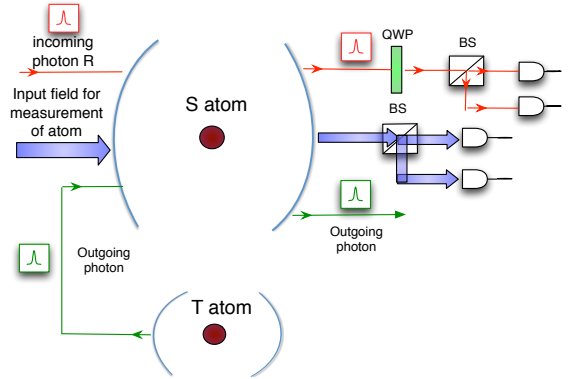 incoming
photon R
Input field for
measurement
of atom
S atom
QWP
BS
BS
Outgoing
photon
Outgoing
photon
T atom